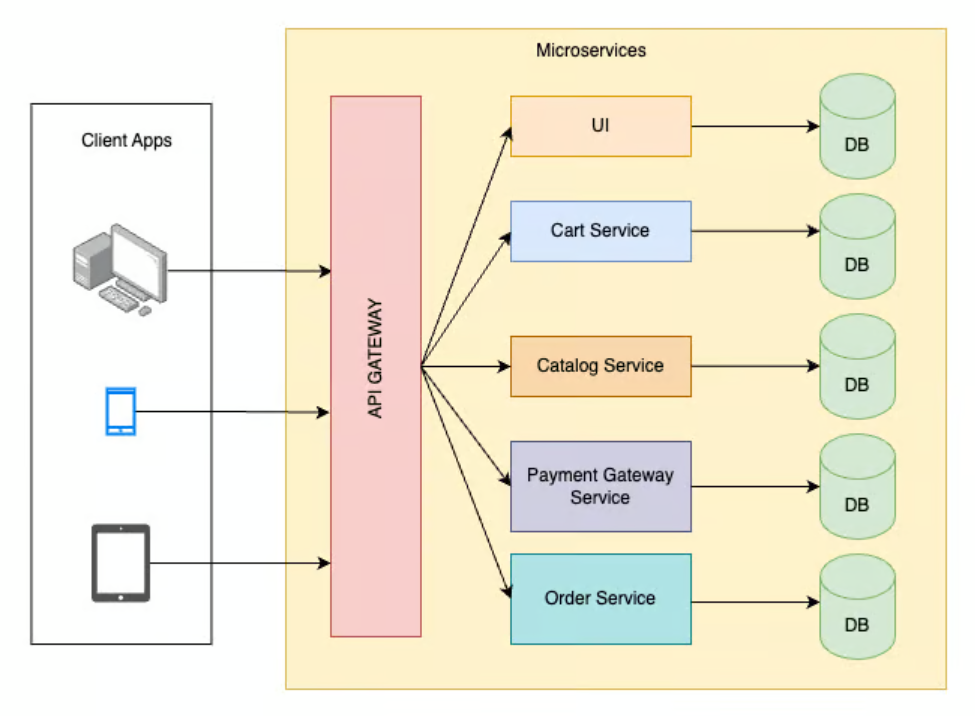 Microservices
Client Apps
API GATEWAY
UI
DB
Cart Service
DB
Catalog Service
DB
Payment Gateway
Service
DB
Order Service
DB